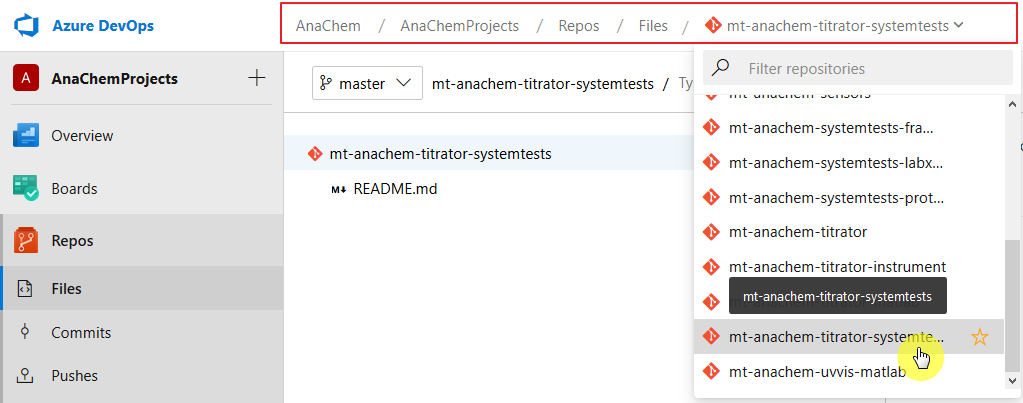 Azure DevOps
AnaChem / AnaChemProjects / Repos / Files / mt-anachem-titrator-systemtests
A AnaChemProjects +
Overview
Boards
Repos
Files
Commits
Pushes
master mt-anachem-titrator-systemtests / Ty
mt-anachem-titrator-systemtests
M↓ README.md
Filter repositories
mt-anachem-sensors
mt-anachem-systemtests-fra...
mt-anachem-systemtests-labx...
mt-anachem-systemtests-prot...
mt-anachem-titrator
mt-anachem-titrator-instrument
mt-anachem-titrator-systemtests
mt-anachem-titrator-systemte...
mt-anachem-uvvis-matlab